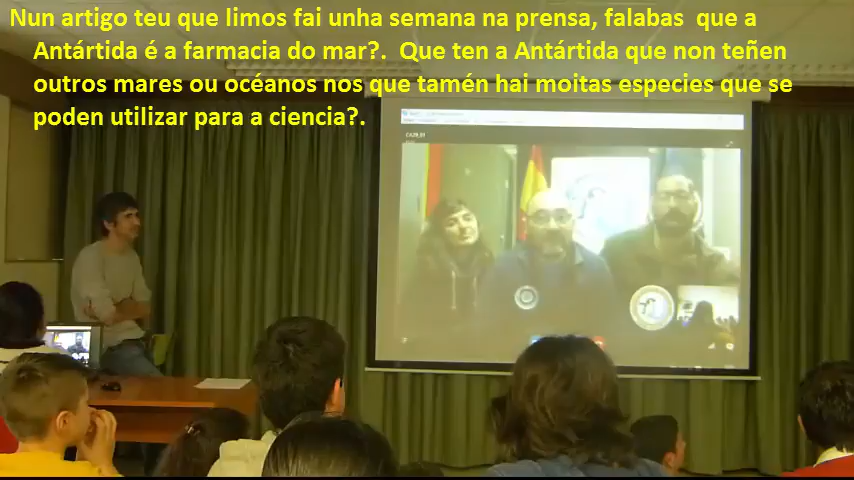 Nun artigo teu que limos fai unha semana na prensa, falabas que a
Antártida é a farmacia do mar?. Que ten a Antártida que non teñen
outros mares ou océanos nos que tamén hai moitas especies que se
poden utilizar para a ciencia?.